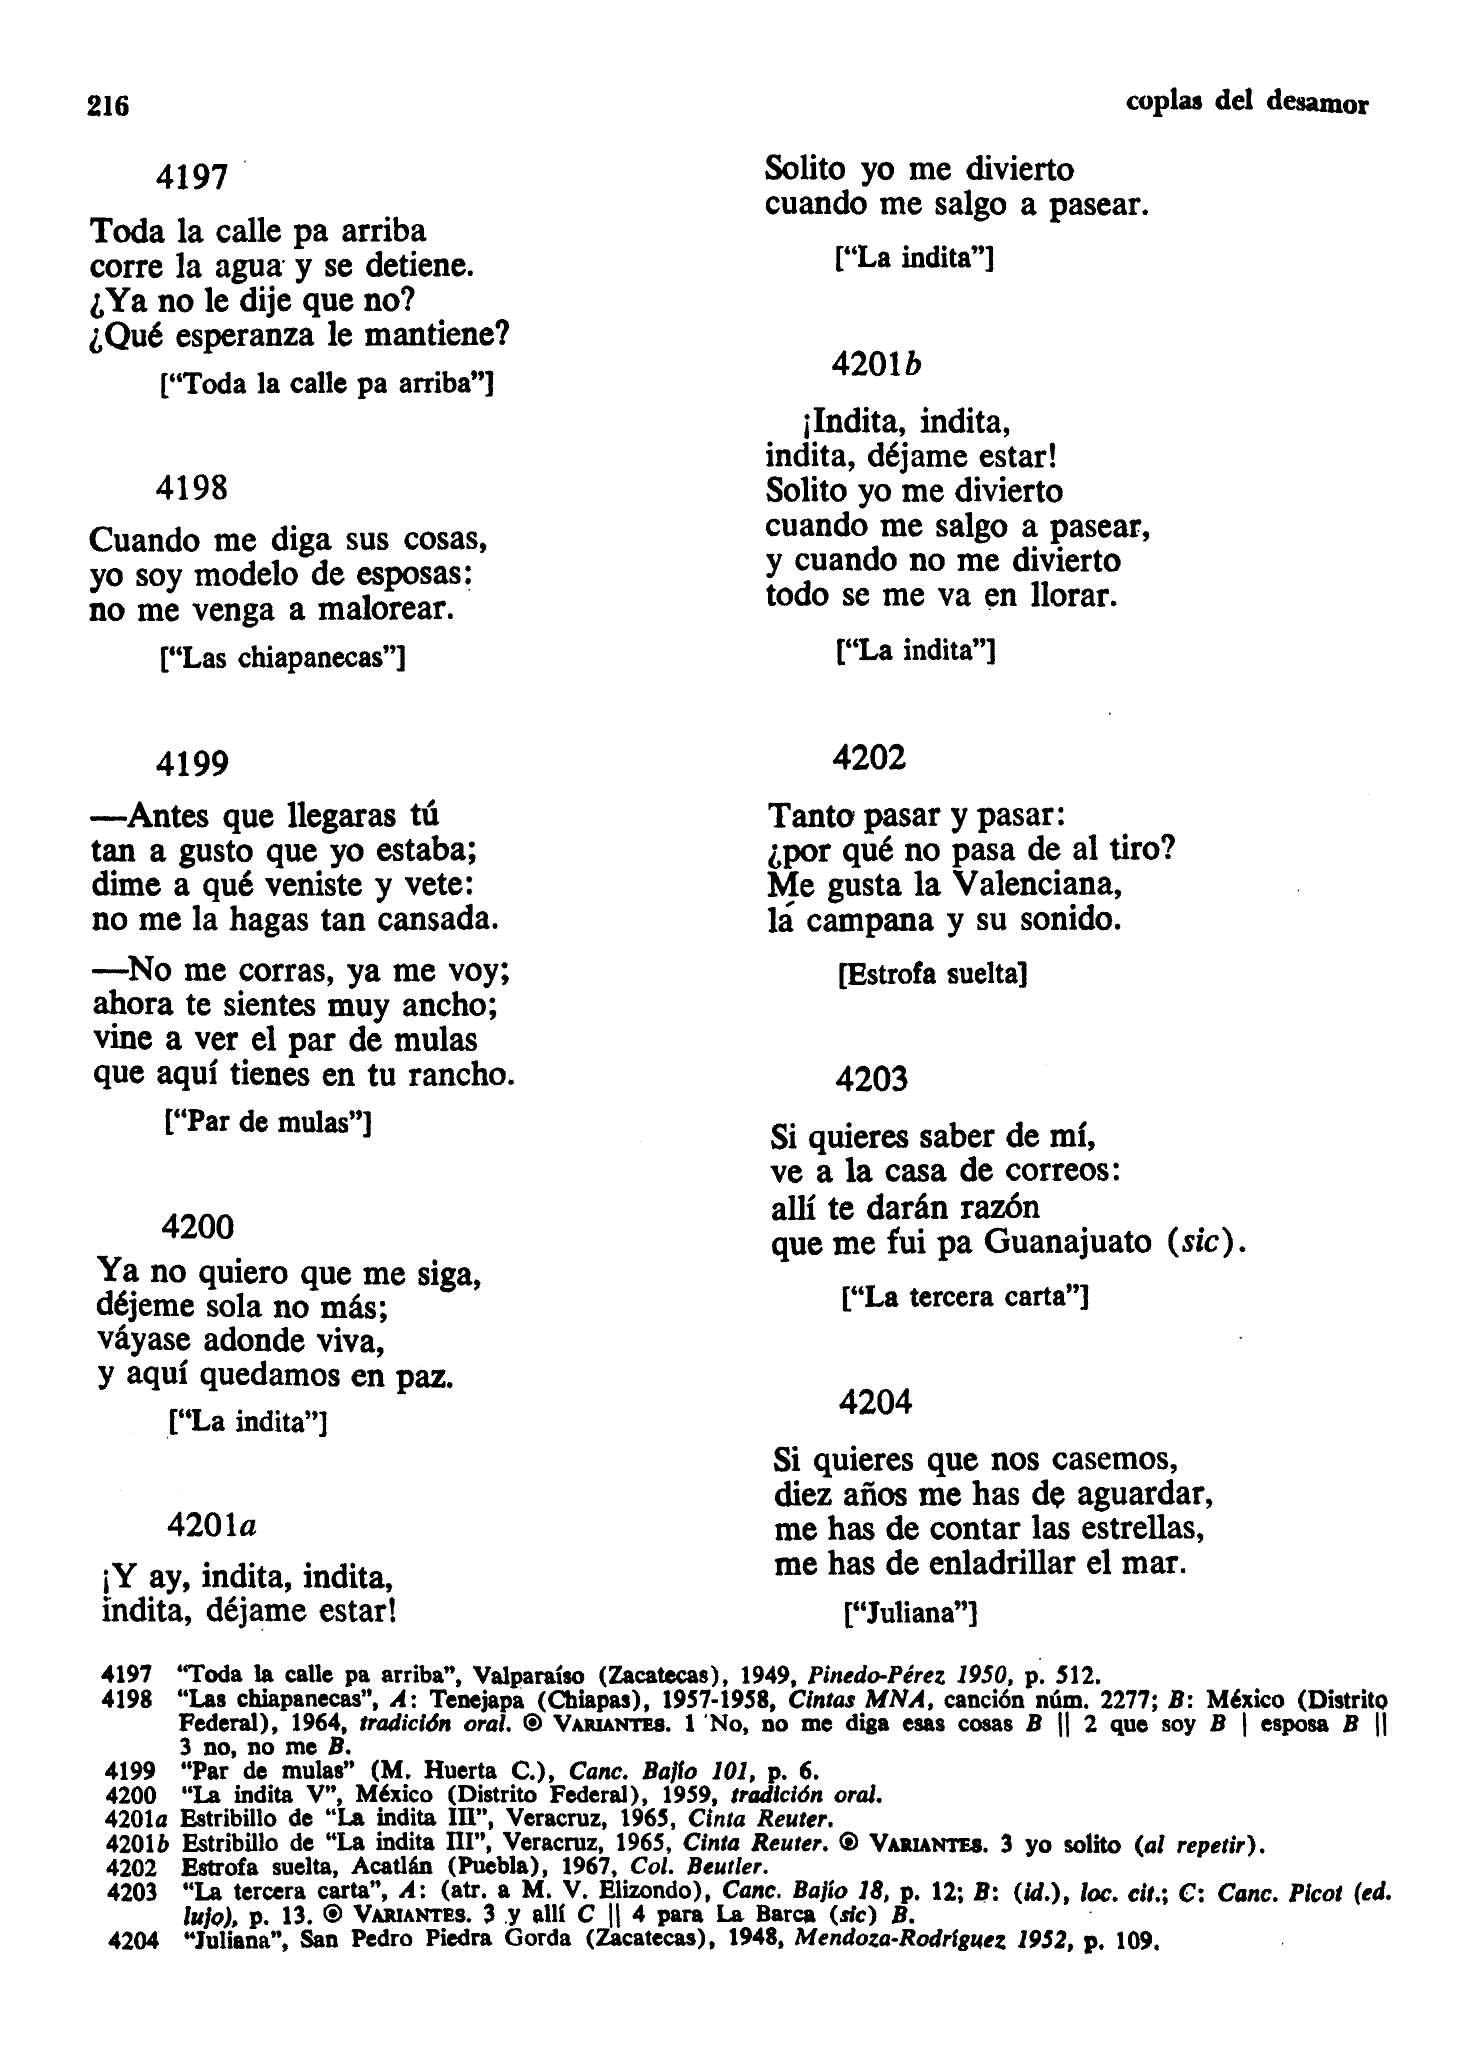 216
coplas del desamor
4197
Toda la calle pa arriba
corre la agua y se detiene.
¿Ya no le dije que no?
¿Qué esperanza le mantiene?
[“Toda la calle pa arriba”]
4198
Cuando me diga sus cosas,
yo soy modelo de esposas:
no me venga a malorear.
[“Las chiapanecas”]
4199
—Antes que llegaras tú
tan a gusto que yo estaba;
dime a qué veniste y vete:
no me la hagas tan cansada.
—No me corras, ya me voy;
ahora te sientes muy ancho;
vine a ver el par de mulas
que aquí tienes en tu rancho.
[“Par de mulas”]
4200
Ya no quiero que me siga,
déjeme sola no más;
váyase adonde viva,
y aquí quedamos en paz.
[“La indita”]
4201a
¡Y ay, indita, indita,
indita, déjame estar!
Solito yo me divierto
cuando me salgo a pasear.
[“La indita”]
4201b
¡Indita, indita,
indita, déjame estar!
Solito yo me divierto
cuando me salgo a pasear,
y cuando no me divierto
todo se me va en llorar.
[“La indita”]
4202
Tanto pasar y pasar:
¿por qué no pasa de al tiro?
Me gusta la Valenciana,
la campana y su sonido.
[Estrofa suelta]
4203
Si quieres saber de mí,
ve a la casa de correos:
allí te darán razón
que me fui pa Guanajuato (sic).
[“La tercera carta”]
4204
Si quieres que nos casemos,
diez años me has de aguardar,
me has de contar las estrellas,
me has de enladrillar el mar.
[“Juliana”]
4197 “Toda la calle pa arriba”, Valparaíso (Zacatecas), 1949, Pinedo-Pérez 1950, p. 512.
4198 “Las chiapanecas”, A: Tenejapa (Chiapas), 1957-1958, Cintas MNA, canción núm. 2277; B: México (Distrito
Federal), 1964, tradición oral. ⊙ VARIANTES. 1 No, no me diga esas cosas B || 2 que soy B | esposa B ||
3 no, no me B.
4199 “Par de mulas” (M. Huerta C.), Canc. Bajío 101, p. 6.
4200 “La indita V”, México (Distrito Federal), 1959, tradición oral.
4201a Estribillo de “La indita III”, Veracruz, 1965, Cinta Reuter.
4201b Estribillo de “La indita III”, Veracruz, 1965, Cinta Reuter. ⊙ VARIANTES. 3 yo solito (al repetir).
4202 Estrofa suelta, Acatlán (Puebla), 1967, Col. Beutler.
4203 “La tercera carta”, A: (atr. a M. V. Elizondo), Canc. Bajío 18, p. 12; B: (id.), loc. cit.; C: Canc. Picot (ed.
lujo), p. 13. ⊙ VARIANTES. 3 y allí C || 4 para La Barca (sic) B.
4204 “Juliana”, San Pedro Piedra Gorda (Zacatecas), 1948, Mendoza-Rodríguez 1952, p. 109.